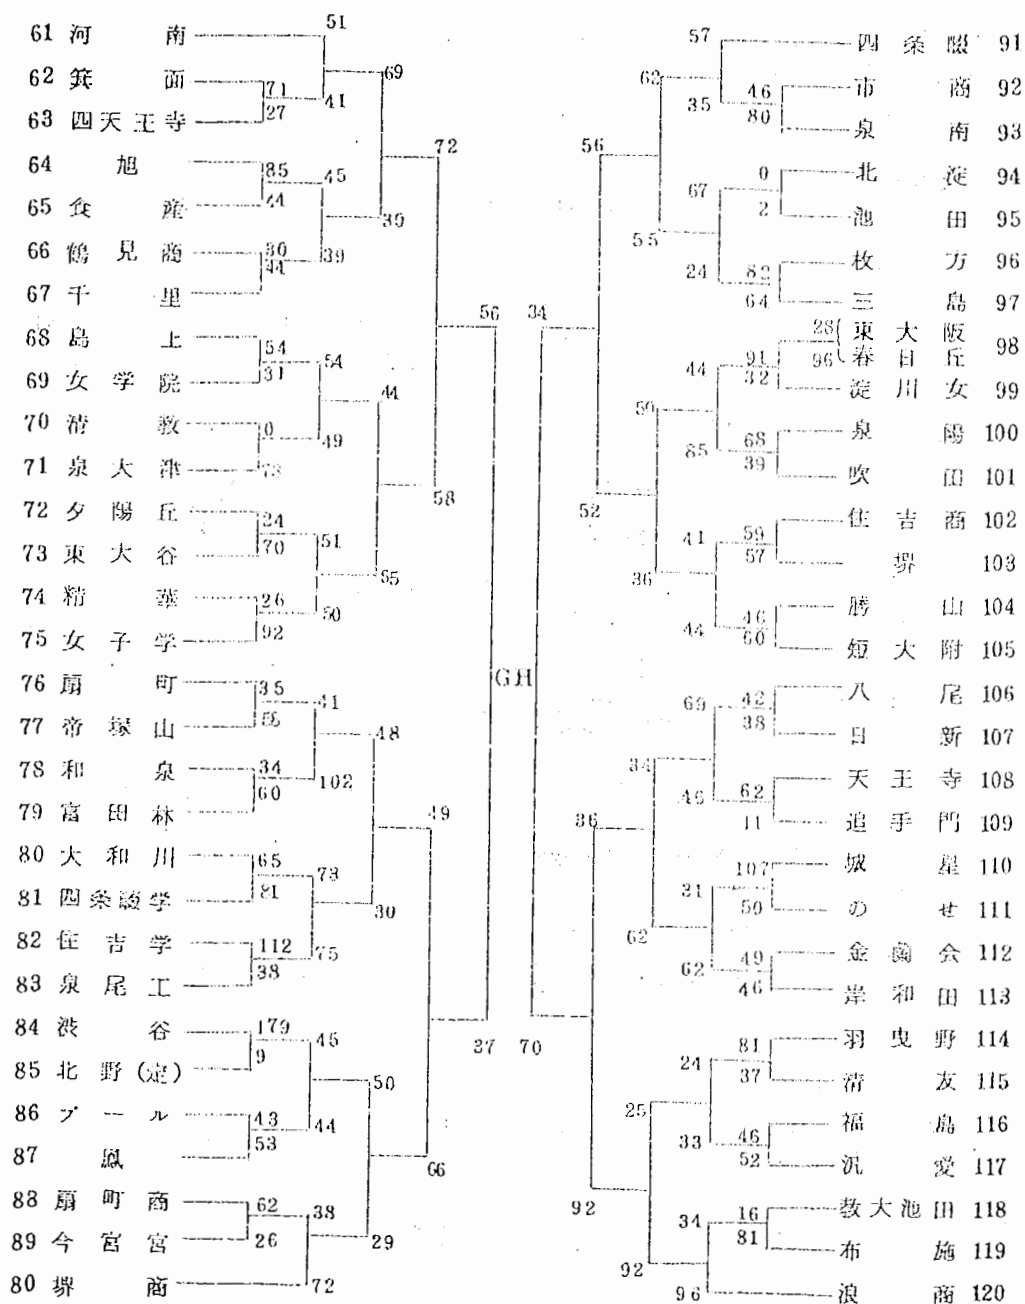 61 河南
62 箕面
63 四天王寺
64 旭
65 食産
66 鶴見商
67 千里
68 島上
69 女学院
70 清教
71 泉大津
72 夕陽丘
73 東大谷
74 精華
75 女子学
76 扇町
77 帝塚山
78 和泉
79 富田林
80 大和川
81 四条畷学
82 住吉学
83 泉尾工
84 渋谷
85 北野(定)
86 プール
87 鳳
88 扇町商
89 今宮宮
80 堺商
51
71 41 69
27
85 45 72
44
30 39 39
44
54 54 56
31
0 49 44
73
24 51 58
70
26 50 55
92
35 41
55
34 102 48
60
65 73 49
81
112 75 30
38
179 45 37
9
43 44 50
53
62 38 66
26
72 29
GH
四条畷 91
市商 92
泉南 93
北淀 94
池田 95
枚方 96
三島 97
東大阪
春日丘 98
淀川女 99
泉陽 100
吹田 101
住吉商 102
堺 103
勝山 104
短大附 105
八尾 106
日新 107
天王寺 108
追手門 109
城星 110
のせ 111
金蘭会 112
岸和田 113
羽曳野 114
清友 115
福島 116
汎愛 117
教大池田 118
布施 119
浪商 120
57
62 35 46
80
56 67 0
2
55 24 82
64
34 28
96
44 91
32
50 85 68
39
52 41 59
57
36 44 46
60
69 42
38
34 46 62
11
36 31 107
50
62 62 49
46
70 24 81
37
25 33 46
52
92 34 16
81
92 96